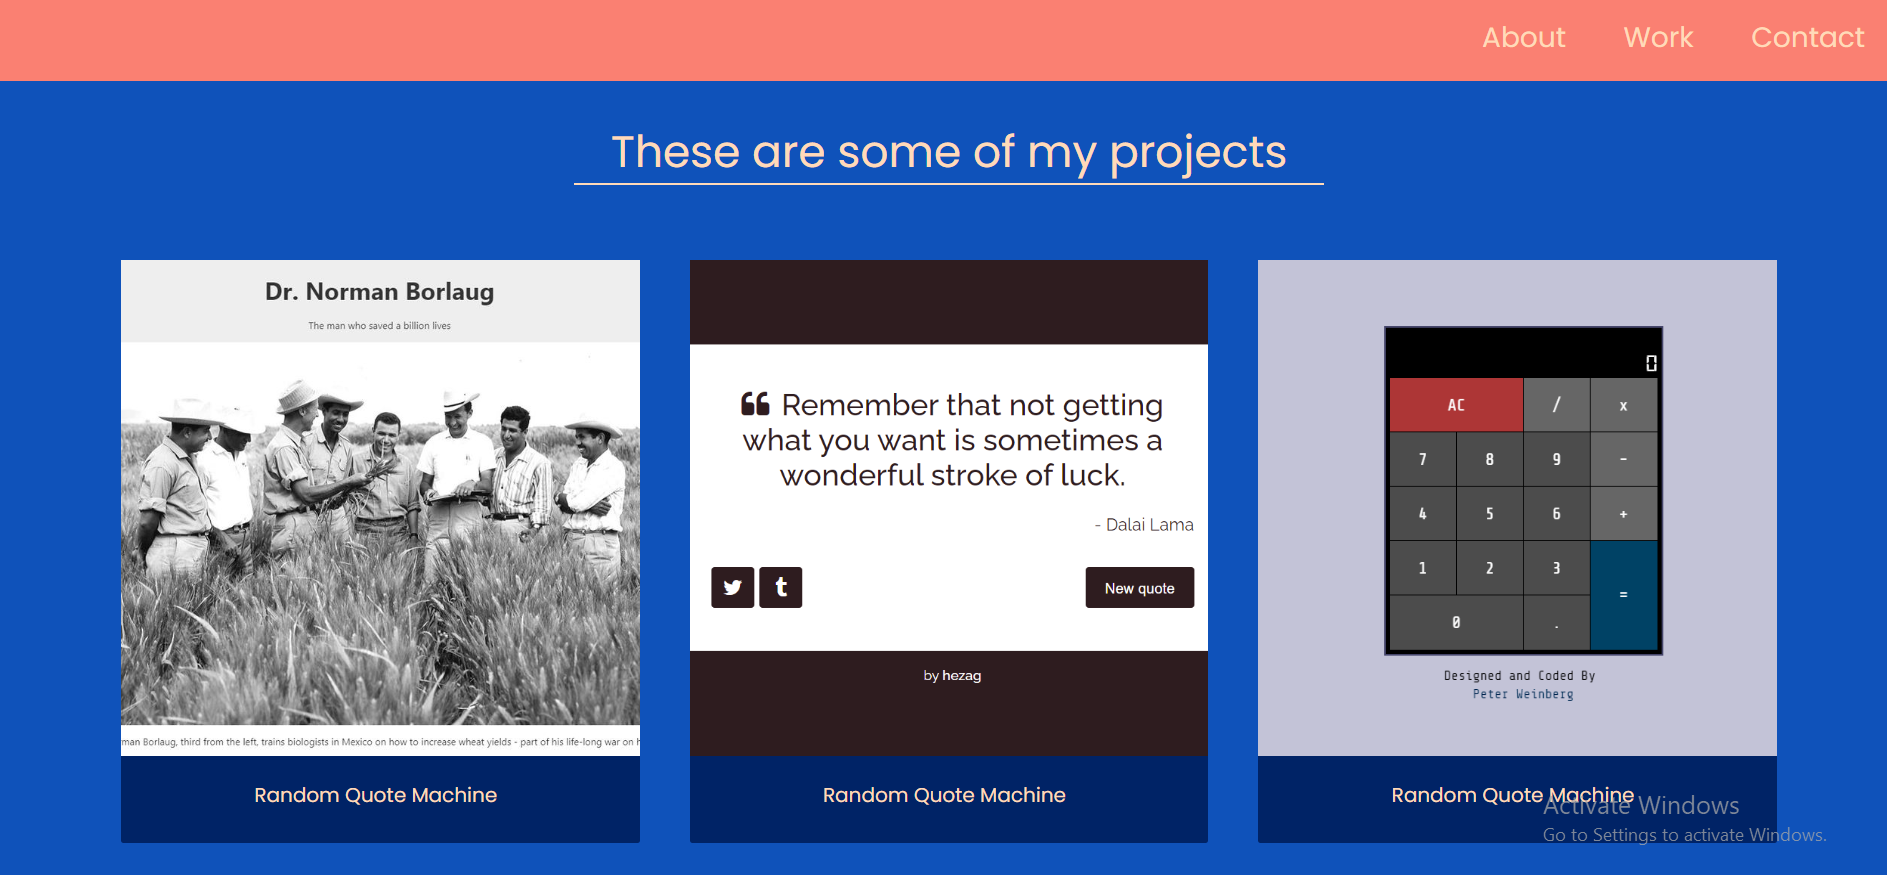 About Work Contact
These are some of my projects
Dr. Norman Borlaug
The man who saved a billion lives
man Borlaug, third from the left, trains biologists in Mexico on how to increase wheat yields - part of his life-long war on
Random Quote Machine
Remember that not getting
what you want is sometimes a
wonderful stroke of luck.
- Dalai Lama
New quote
by hezag
Random Quote Machine
0
AC / x
7 8 9 -
4 5 6 +
1 2 3 =
0 .
Designed and Coded By
Peter Weinberg
Random Quote Machine
Activate Windows
Go to Settings to activate Windows.